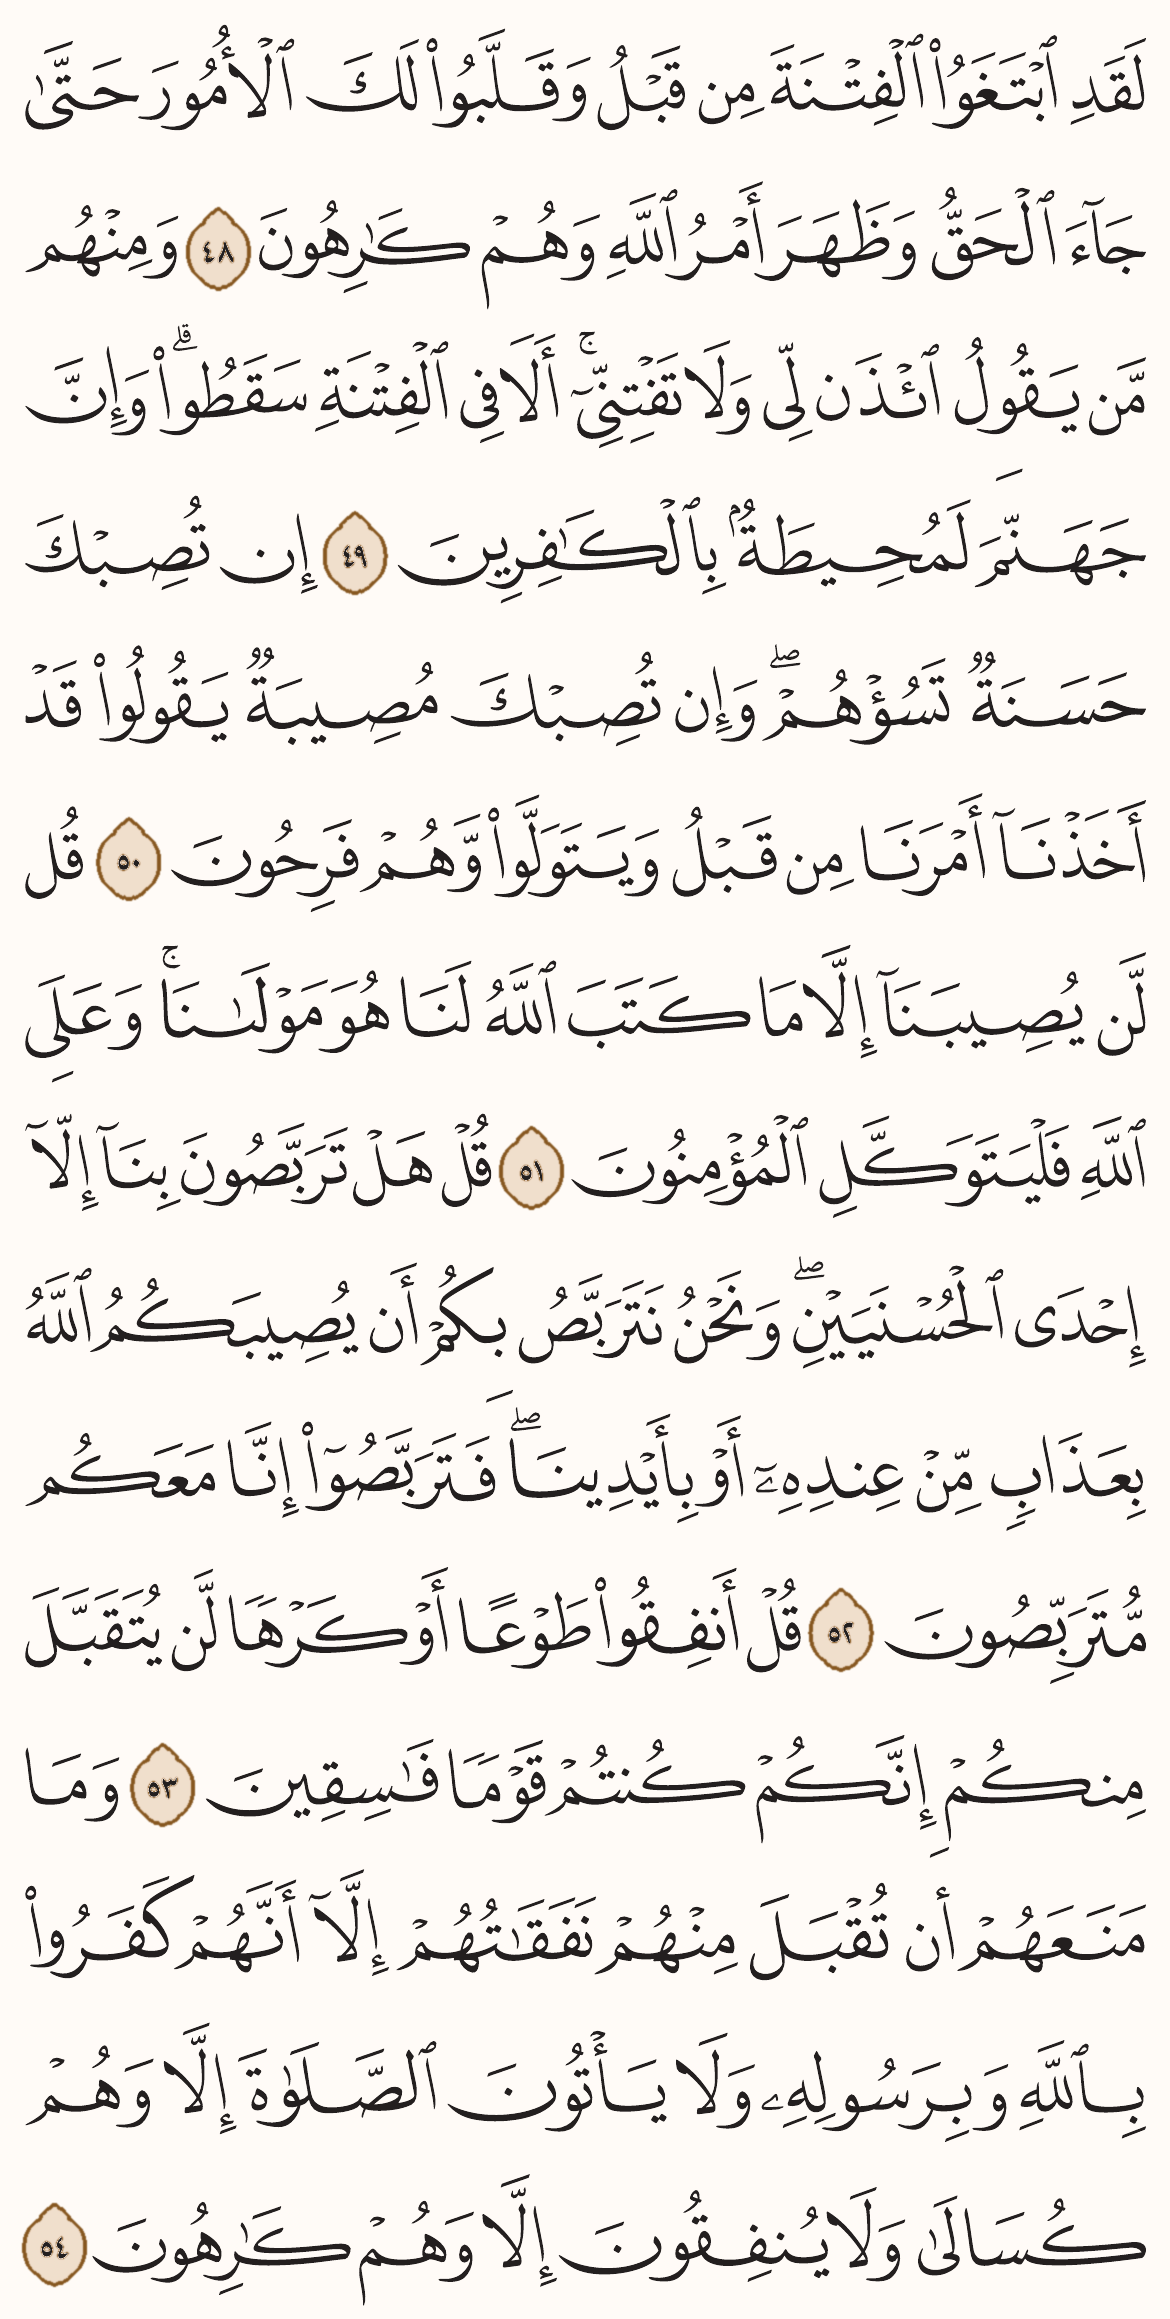 لَقَدِ ٱبۡتَغَوُاْ ٱلۡفِتۡنَةَ مِن قَبۡلُ وَقَلَّبُواْ لَكَ ٱلۡأُمُورَ حَتَّىٰ
جَآءَ ٱلۡحَقُّ وَظَهَرَ أَمۡرُ ٱللَّهِ وَهُمۡ كَٰرِهُونَ ٤٨ وَمِنۡهُم
مَّن يَقُولُ ٱئۡذَن لِّي وَلَا تَفۡتِنِّيٓۚ أَلَا فِي ٱلۡفِتۡنَةِ سَقَطُواْۗ وَإِنَّ
جَهَنَّمَ لَمُحِيطَةُۢ بِٱلۡكَٰفِرِينَ ٤٩ إِن تُصِبۡكَ
حَسَنَةٞ تَسُؤۡهُمۡۖ وَإِن تُصِبۡكَ مُصِيبَةٞ يَقُولُواْ قَدۡ
أَخَذۡنَآ أَمۡرَنَا مِن قَبۡلُ وَيَتَوَلَّواْ وَّهُمۡ فَرِحُونَ ٥٠ قُل
لَّن يُصِيبَنَآ إِلَّا مَا كَتَبَ ٱللَّهُ لَنَا هُوَ مَوۡلَىٰنَاۚ وَعَلَى
ٱللَّهِ فَلۡيَتَوَكَّلِ ٱلۡمُؤۡمِنُونَ ٥١ قُلۡ هَلۡ تَرَبَّصُونَ بِنَآ إِلَّآ
إِحۡدَى ٱلۡحُسۡنَيَيۡنِۖ وَنَحۡنُ نَتَرَبَّصُ بِكُمۡ أَن يُصِيبَكُمُ ٱللَّهُ
بِعَذَابٖ مِّنۡ عِندِهِۦٓ أَوۡ بِأَيۡدِينَاۖ فَتَرَبَّصُوٓاْ إِنَّا مَعَكُم
مُّتَرَبِّصُونَ ٥٢ قُلۡ أَنفِقُواْ طَوۡعًا أَوۡ كَرۡهٗا لَّن يُتَقَبَّلَ
مِنكُمۡ إِنَّكُمۡ كُنتُمۡ قَوۡمٗا فَٰسِقِينَ ٥٣ وَمَا
مَنَعَهُمۡ أَن تُقۡبَلَ مِنۡهُمۡ نَفَقَٰتُهُمۡ إِلَّآ أَنَّهُمۡ كَفَرُواْ
بِٱللَّهِ وَبِرَسُولِهِۦ وَلَا يَأۡتُونَ ٱلصَّلَوٰةَ إِلَّا وَهُمۡ
كُسَالَىٰ وَلَا يُنفِقُونَ إِلَّا وَهُمۡ كَٰرِهُونَ ٥٤